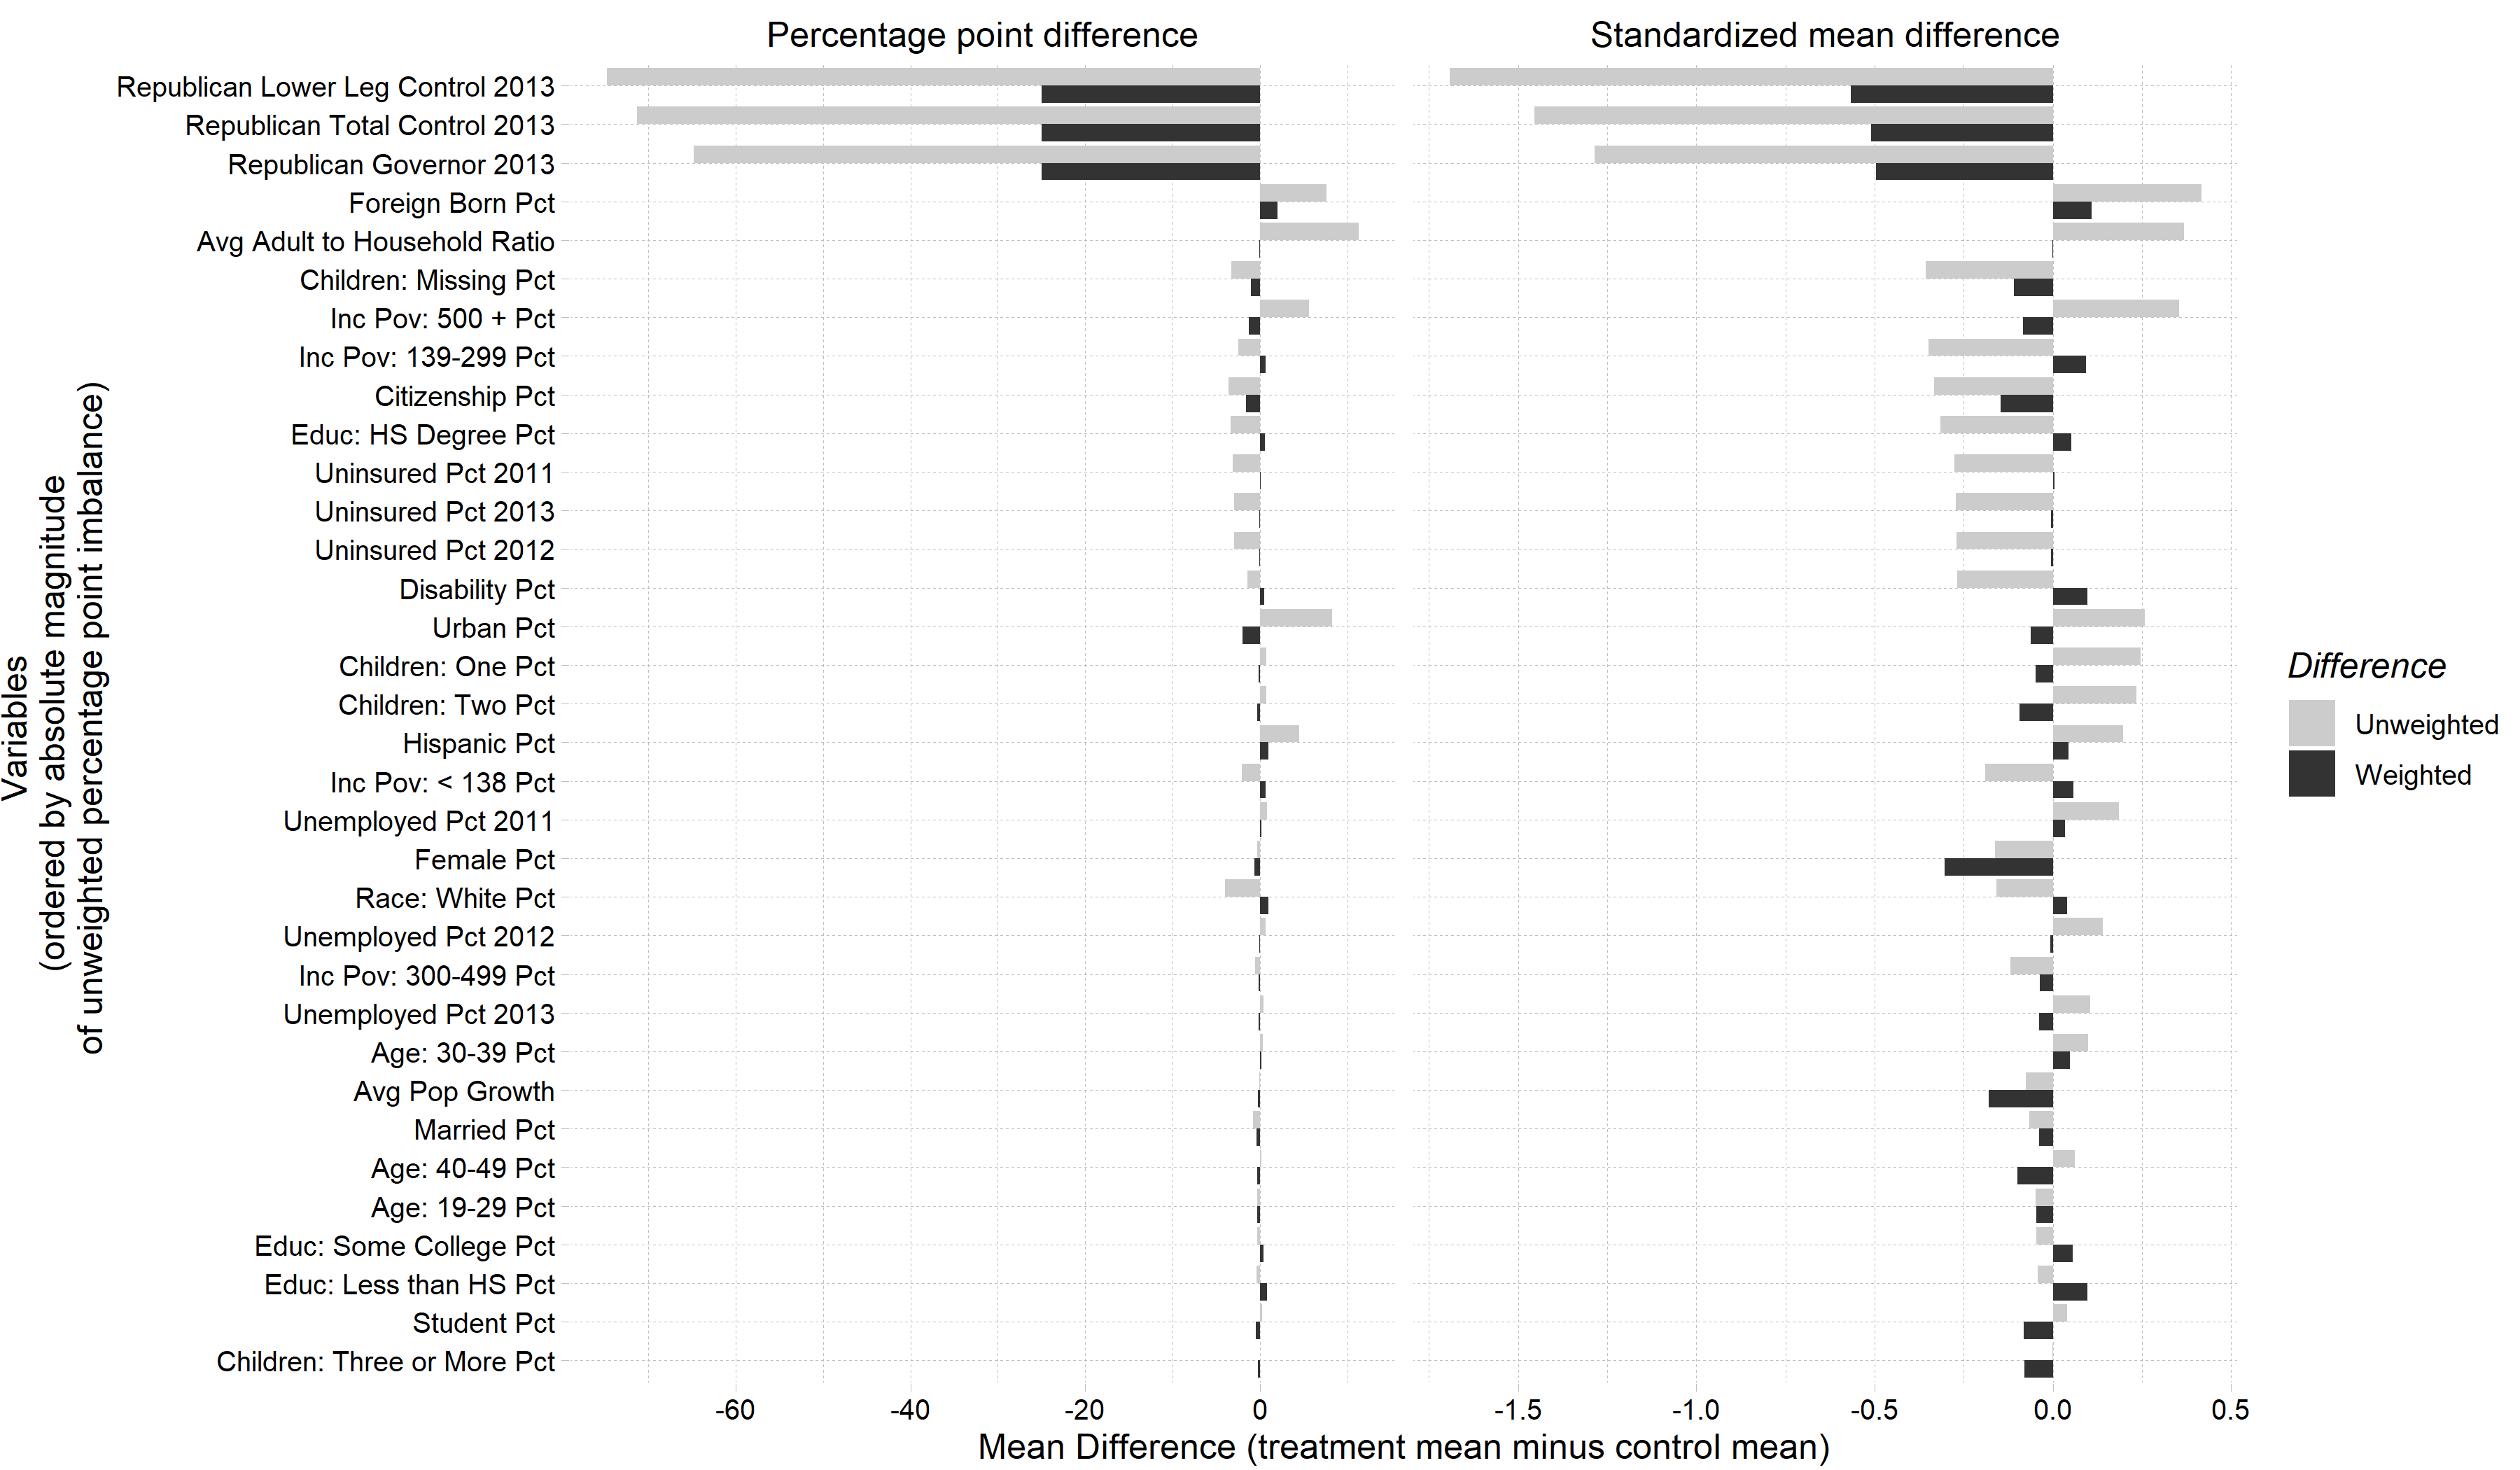 Percentage point difference
Standardized mean difference
Republican Lower Leg Control 2013
Republican Total Control 2013
Republican Governor 2013
Foreign Born Pct
Avg Adult to Household Ratio
Children: Missing Pct
Inc Pov: 500 + Pct
Inc Pov: 139-299 Pct
Citizenship Pct
Educ: HS Degree Pct
Uninsured Pct 2011
Uninsured Pct 2013
Uninsured Pct 2012
Disability Pct
Urban Pct
Children: One Pct
Children: Two Pct
Hispanic Pct
Inc Pov: < 138 Pct
Unemployed Pct 2011
Female Pct
Race: White Pct
Unemployed Pct 2012
Inc Pov: 300-499 Pct
Unemployed Pct 2013
Age: 30-39 Pct
Avg Pop Growth
Married Pct
Age: 40-49 Pct
Age: 19-29 Pct
Educ: Some College Pct
Educ: Less than HS Pct
Student Pct
Children: Three or More Pct
Variables
(ordered by absolute magnitude
of unweighted percentage point imbalance)
-60 -40 -20 0
-1.5 -1.0 -0.5 0.0 0.5
Mean Difference (treatment mean minus control mean)
Difference
Unweighted
Weighted